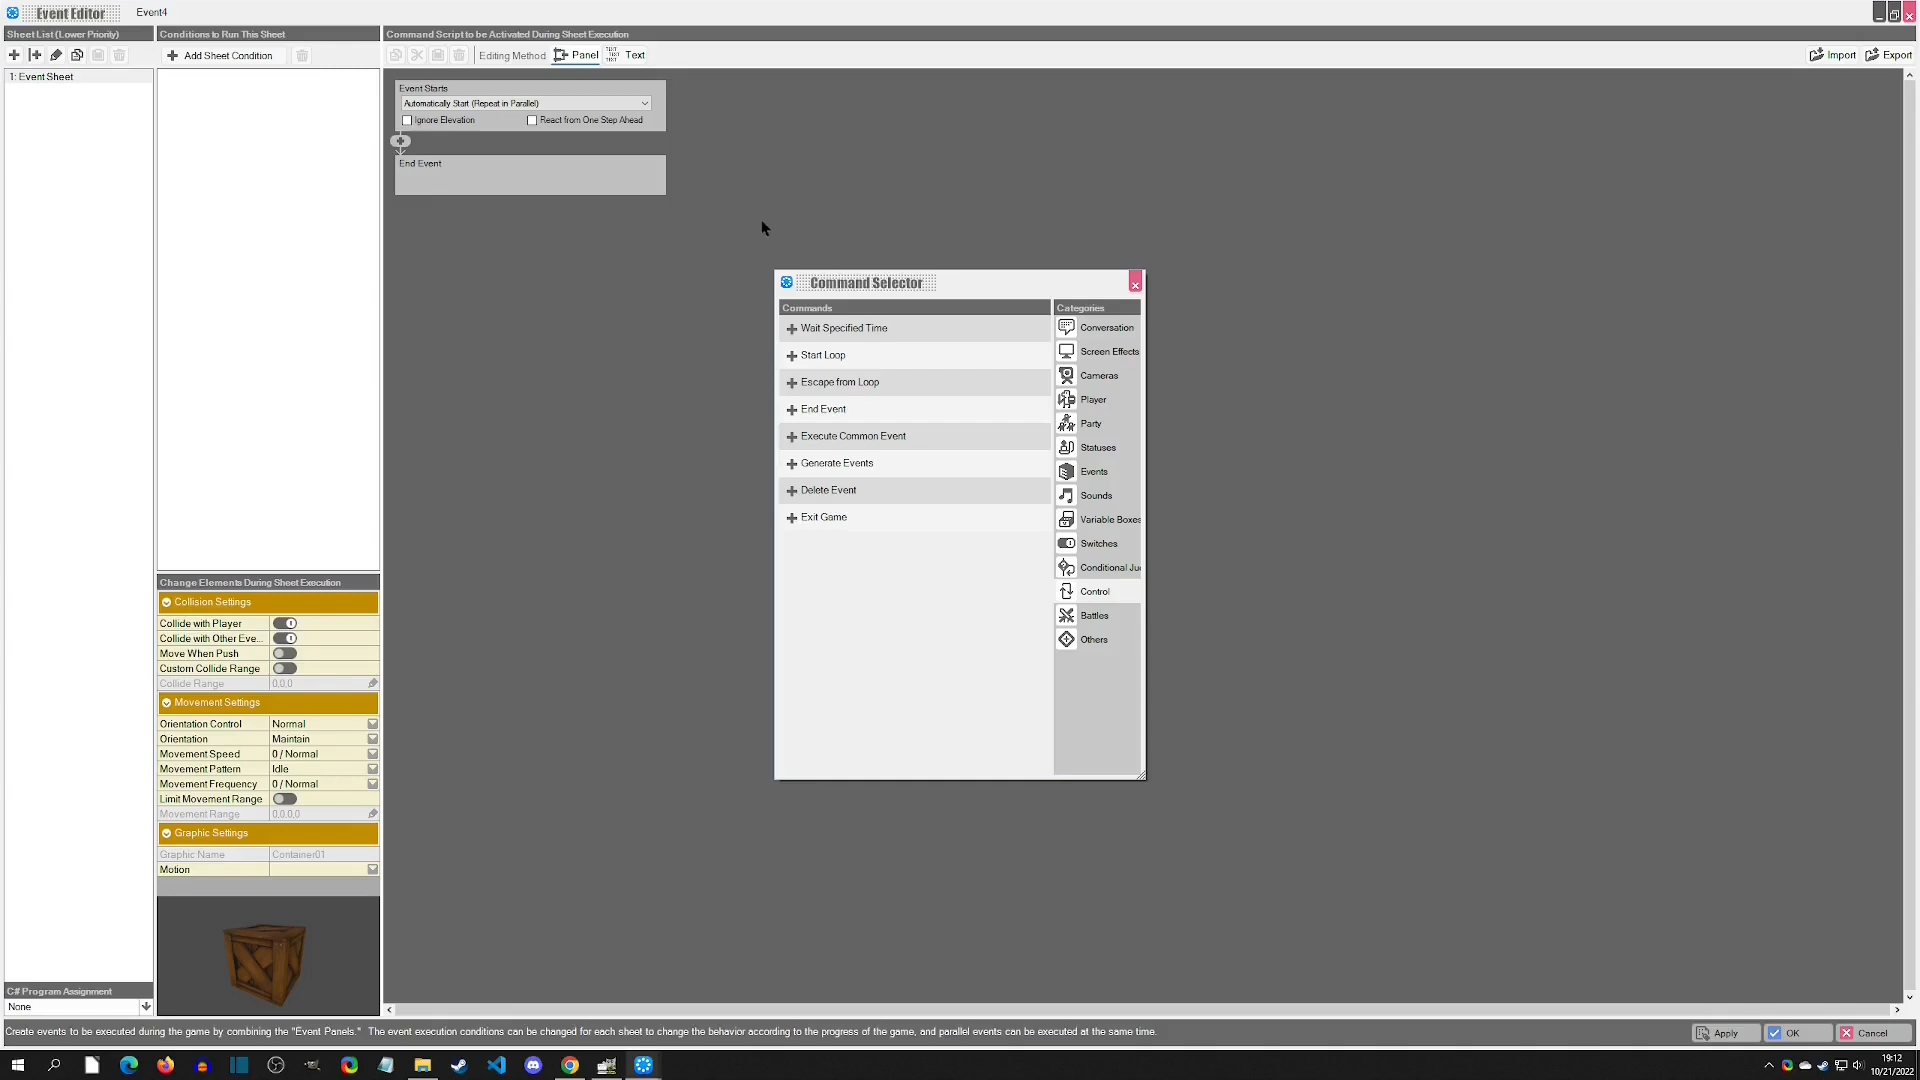 Event Editor
Event4
Sheet List (Lower Priority)
Conditions to Run This Sheet
Command Script to be Activated During Sheet Execution
Add Sheet Condition
Editing Method
Panel
TEXT
Text
Import
Export
1: Event Sheet
Event Starts
Automatically Start (Repeat in Parallel)
Ignore Elevation
React from One Step Ahead
End Event
Command Selector
Commands
Categories
Wait Specified Time
Start Loop
Escape from Loop
End Event
Execute Common Event
Generate Events
Delete Event
Exit Game
Conversation
Screen Effects
Cameras
Player
Party
Statuses
Events
Sounds
Variable Boxes
Switches
Conditional Ju
Control
Battles
Others
Change Elements During Sheet Execution
Collision Settings
Collide with Player
Collide with Other Eve...
Move When Push
Custom Collide Range
Collide Range 0,0,0
Movement Settings
Orientation Control Normal
Orientation Maintain
Movement Speed 0 / Normal
Movement Pattern Idle
Movement Frequency 0 / Normal
Limit Movement Range
Movement Range 0,0,0,0
Graphic Settings
Graphic Name Container01
Motion
C# Program Assignment
None
Create events to be executed during the game by combining the "Event Panels." The event execution conditions can be changed for each sheet to change the behavior according to the progress of the game, and parallel events can be executed at the same time.
Apply
OK
Cancel
19:12
10/21/2022